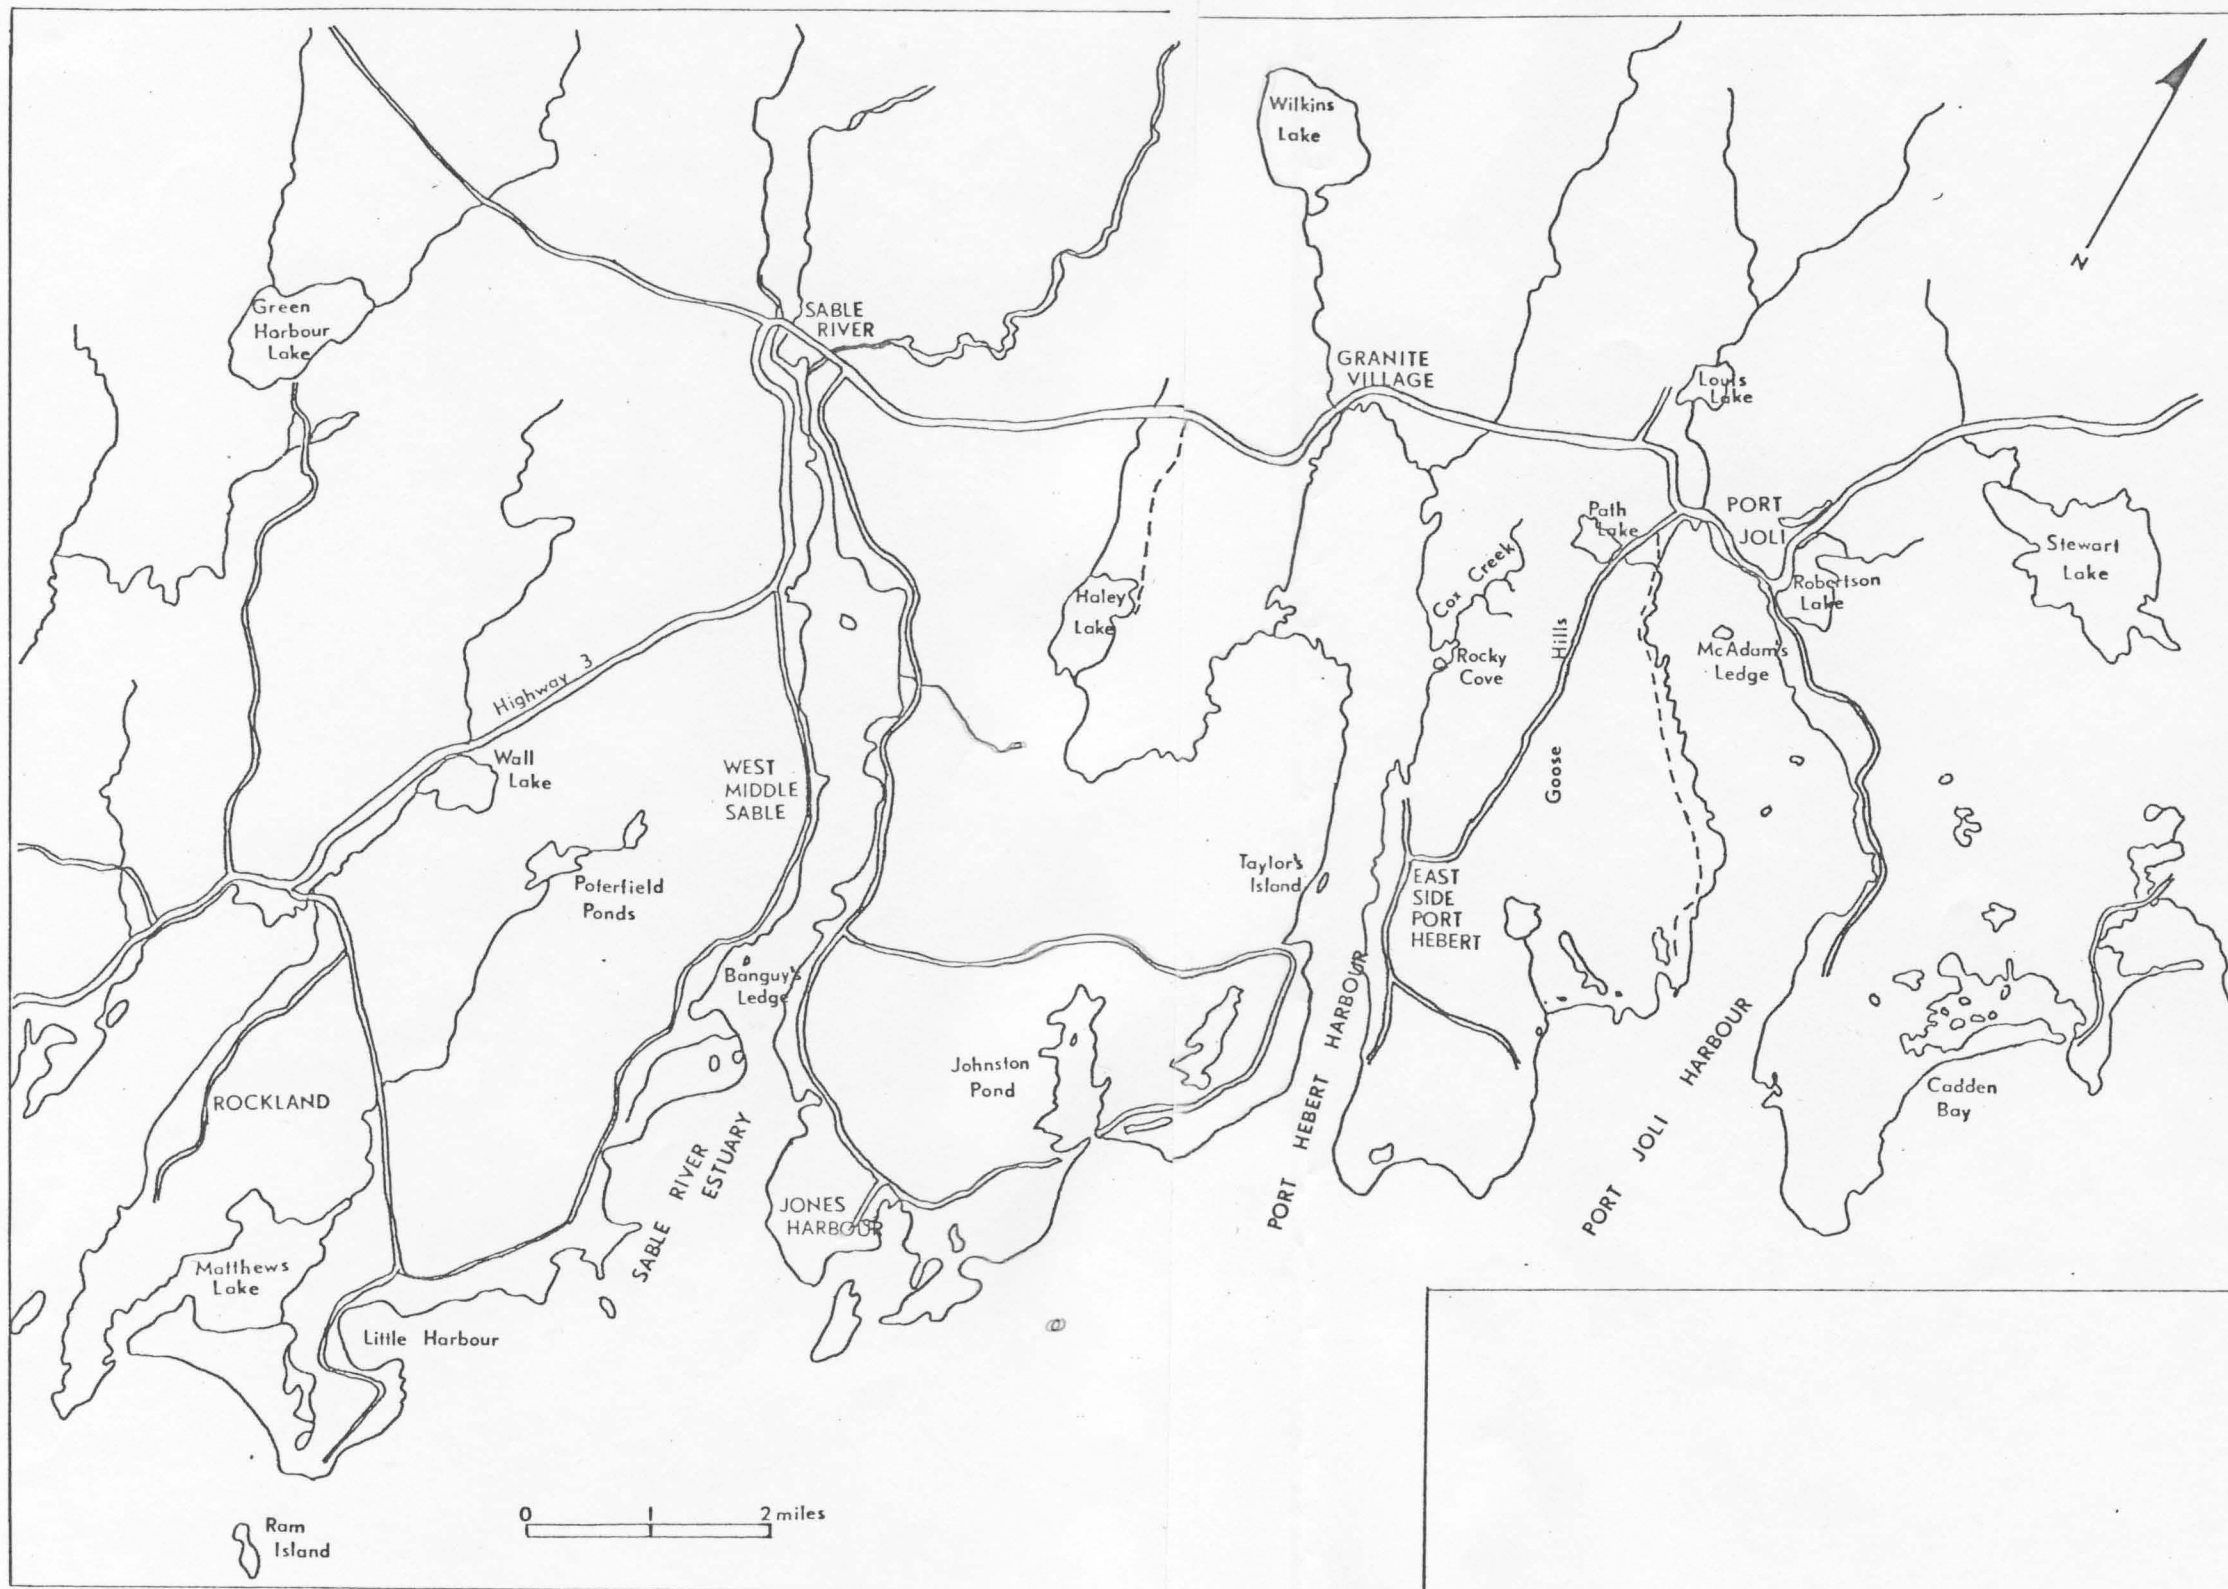 Wilkins
Lake
N
Green
Harbour
Lake
SABLE
RIVER
GRANITE
VILLAGE
Louis
Lake
Path
Lake
PORT
JOLI
Stewart
Lake
Cox Creek
Robertson
Lake
Haley
Lake
Rocky
Cove
McAdam's
Ledge
Goose Hills
Highway 3
Wall
Lake
WEST
MIDDLE
SABLE
Poterfield
Ponds
Taylor's
Island
EAST
SIDE
PORT
HEBERT
Banguy's
Ledge
Johnston
Pond
PORT HEBERT HARBOUR
PORT JOLI HARBOUR
Cadden
Bay
ROCKLAND
SABLE RIVER
ESTUARY
JONES
HARBOUR
Matthews
Lake
Little Harbour
Ram
Island
0 1 2 miles